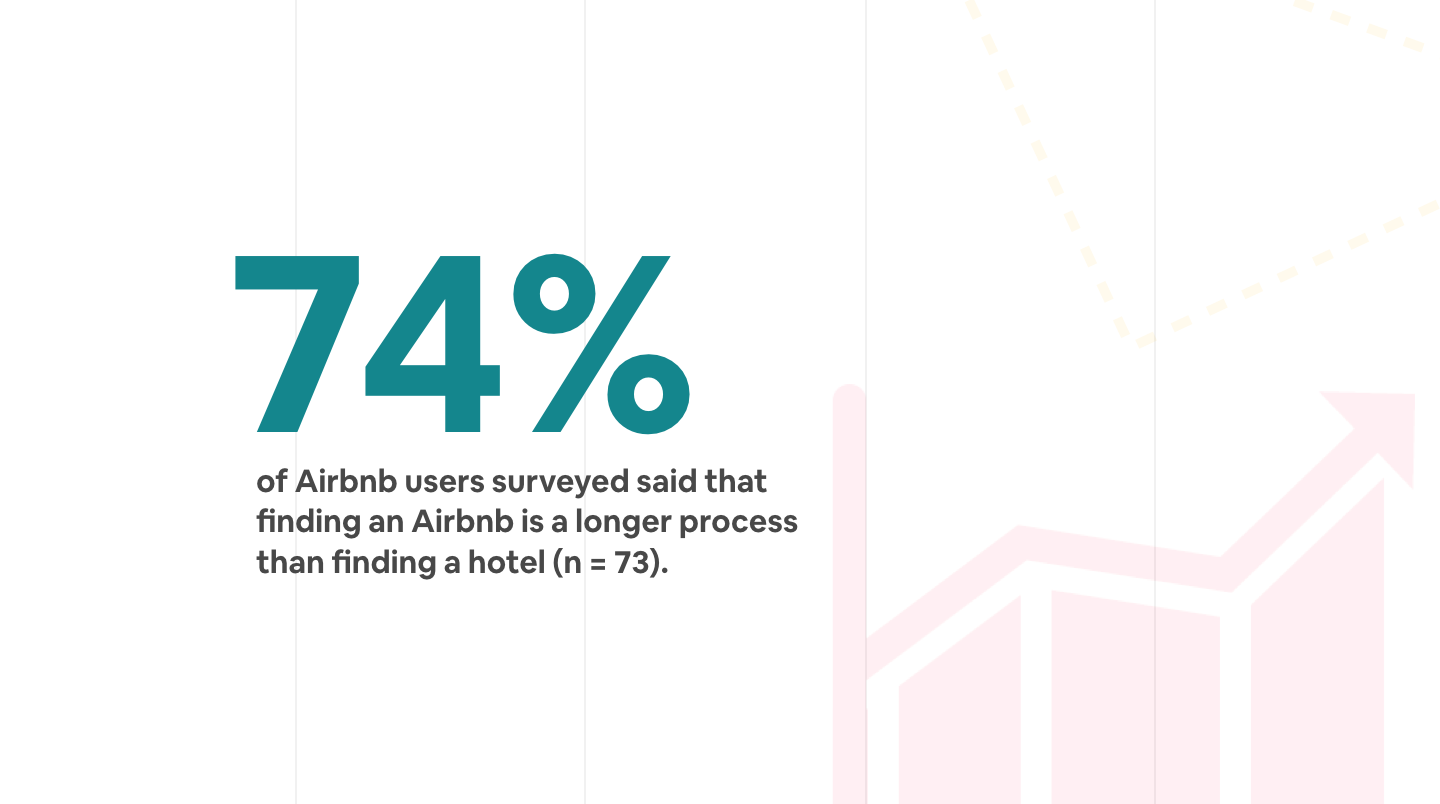 74%
of Airbnb users surveyed said that
finding an Airbnb is a longer process
than finding a hotel (n = 73).